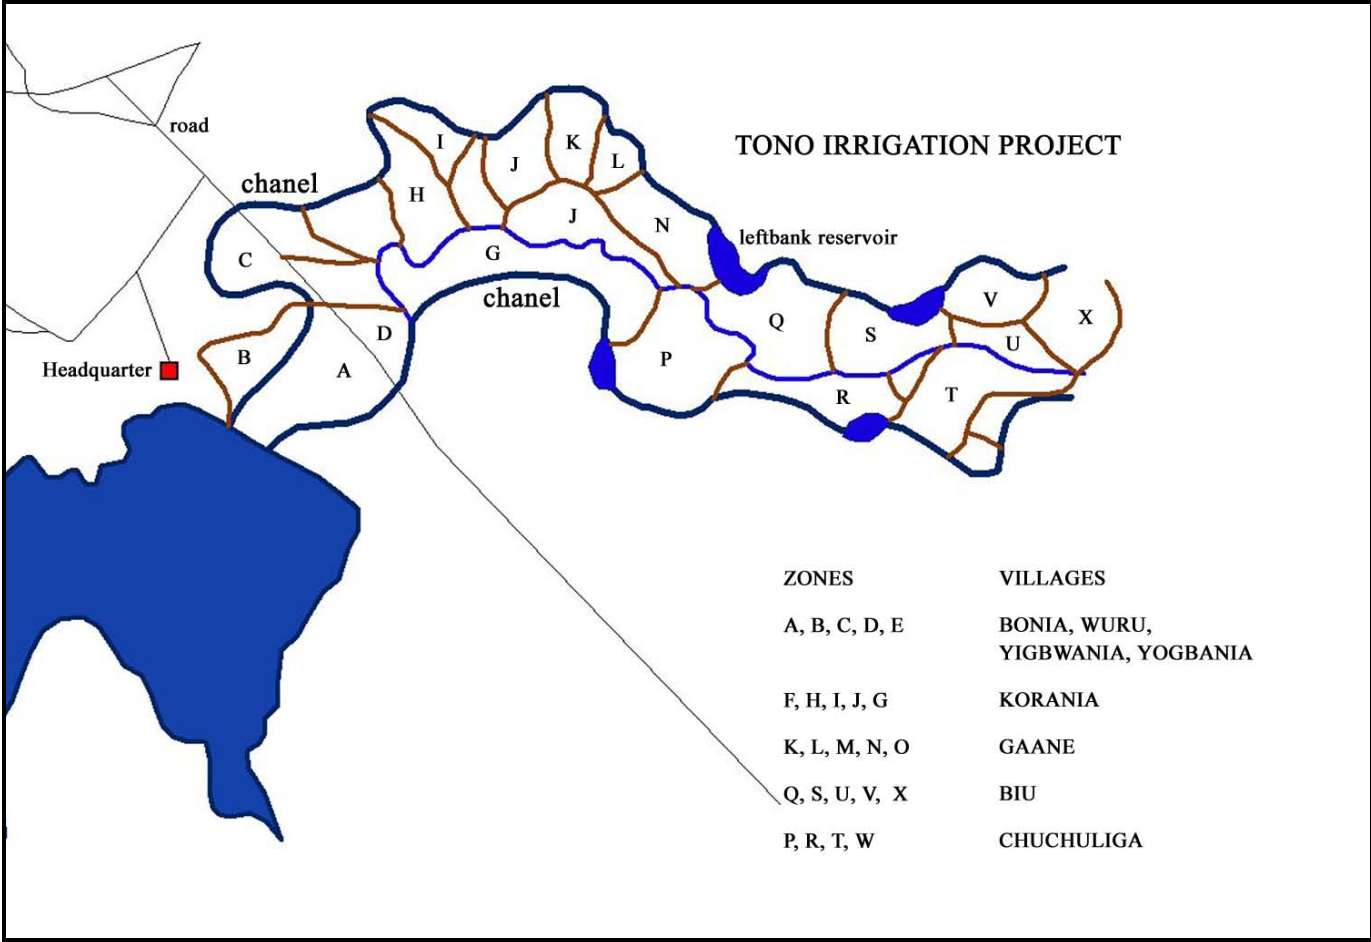 road
TONO IRRIGATION PROJECT
I
K
J
L
chanel
H
J
N
leftbank reservoir
C
G
chanel
V
X
Q
S
U
D
B
A
P
Headquarter
R
T
ZONES VILLAGES
A, B, C, D, E BONIA, WURU,
YIGBWANIA, YOGBANIA
F, H, I, J, G KORANIA
K, L, M, N, O GAANE
Q, S, U, V, X BIU
P, R, T, W CHUCHULIGA